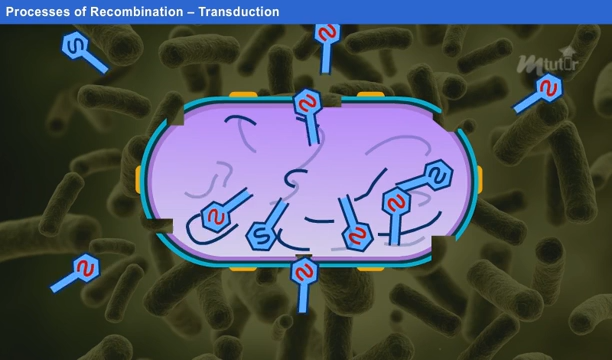 Processes of Recombination – Transduction
mtutor